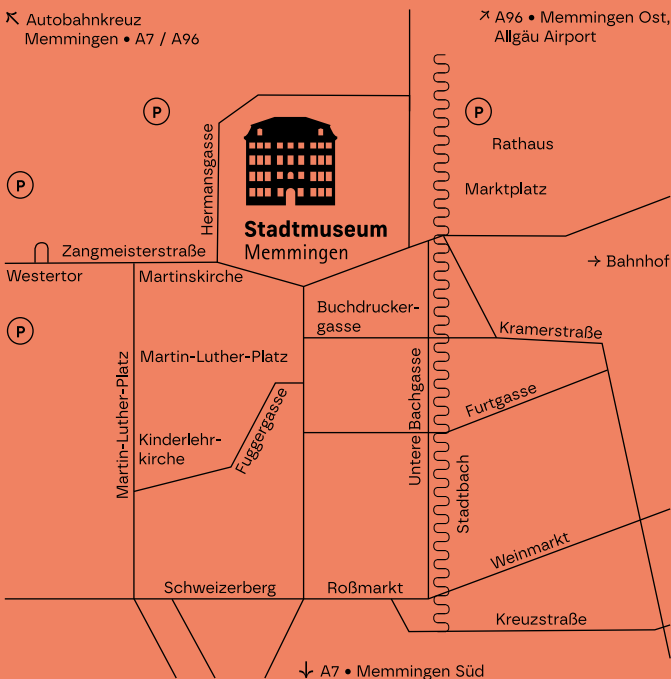 ↖ Autobahnkreuz
Memmingen • A7 / A96
↗ A96 • Memmingen Ost,
Allgäu Airport
P
P
Rathaus
Hermansgasse
P
Marktplatz
Stadtmuseum
Memmingen
Zangmeisterstraße
Westertor
Martinskirche
→ Bahnhof
Buchdrucker-
gasse
Kramerstraße
P
Martin-Luther-Platz
Martin-Luther-Platz
Untere Bachgasse
Furtgasse
Fuggergasse
Kinderlehr-
kirche
Stadtbach
Weinmarkt
Schweizerberg
Roßmarkt
Kreuzstraße
↓ A7 • Memmingen Süd